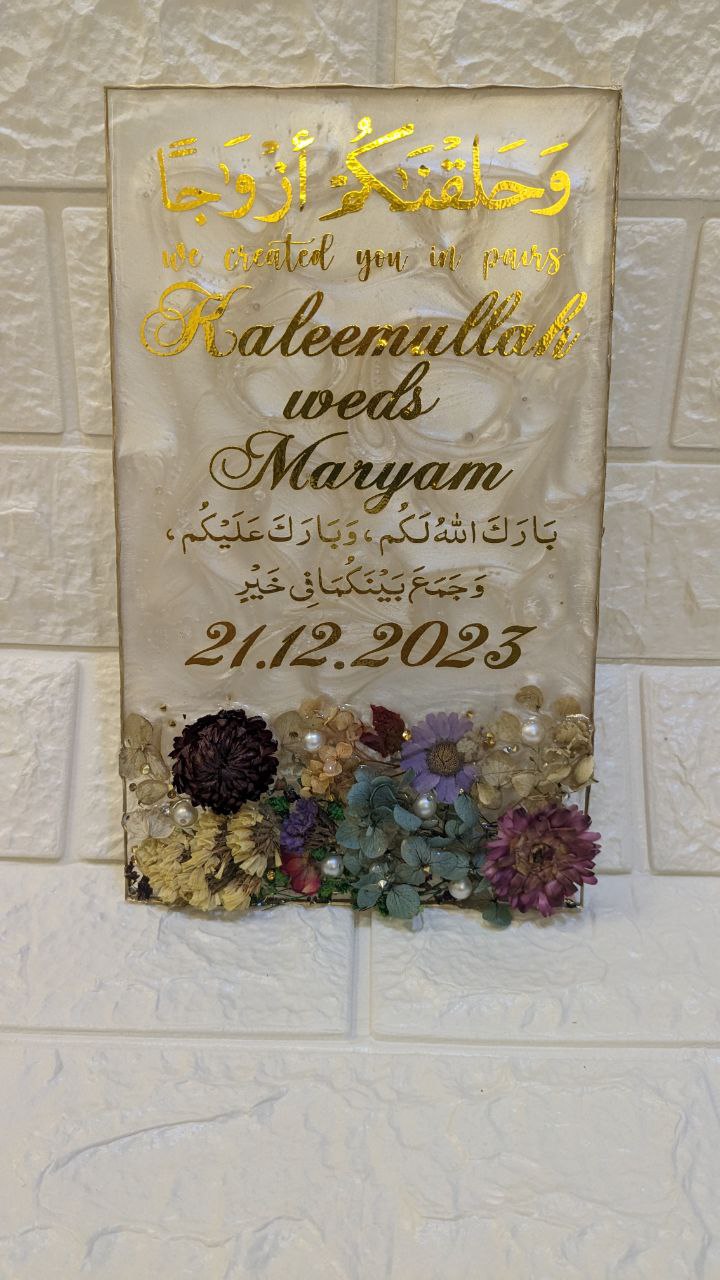 وَخَلَقْنَٰكُمْ أَزْوَٰجًا
we created you in pairs
Kaleemullah
weds
Maryam
بَارَكَ اللهُ لَكُم ، وَبَارَكَ عَلَيْكُم ،
وَجَمَعَ بَيْنَكُمَا فِي خَيْرٍ
21.12.2023